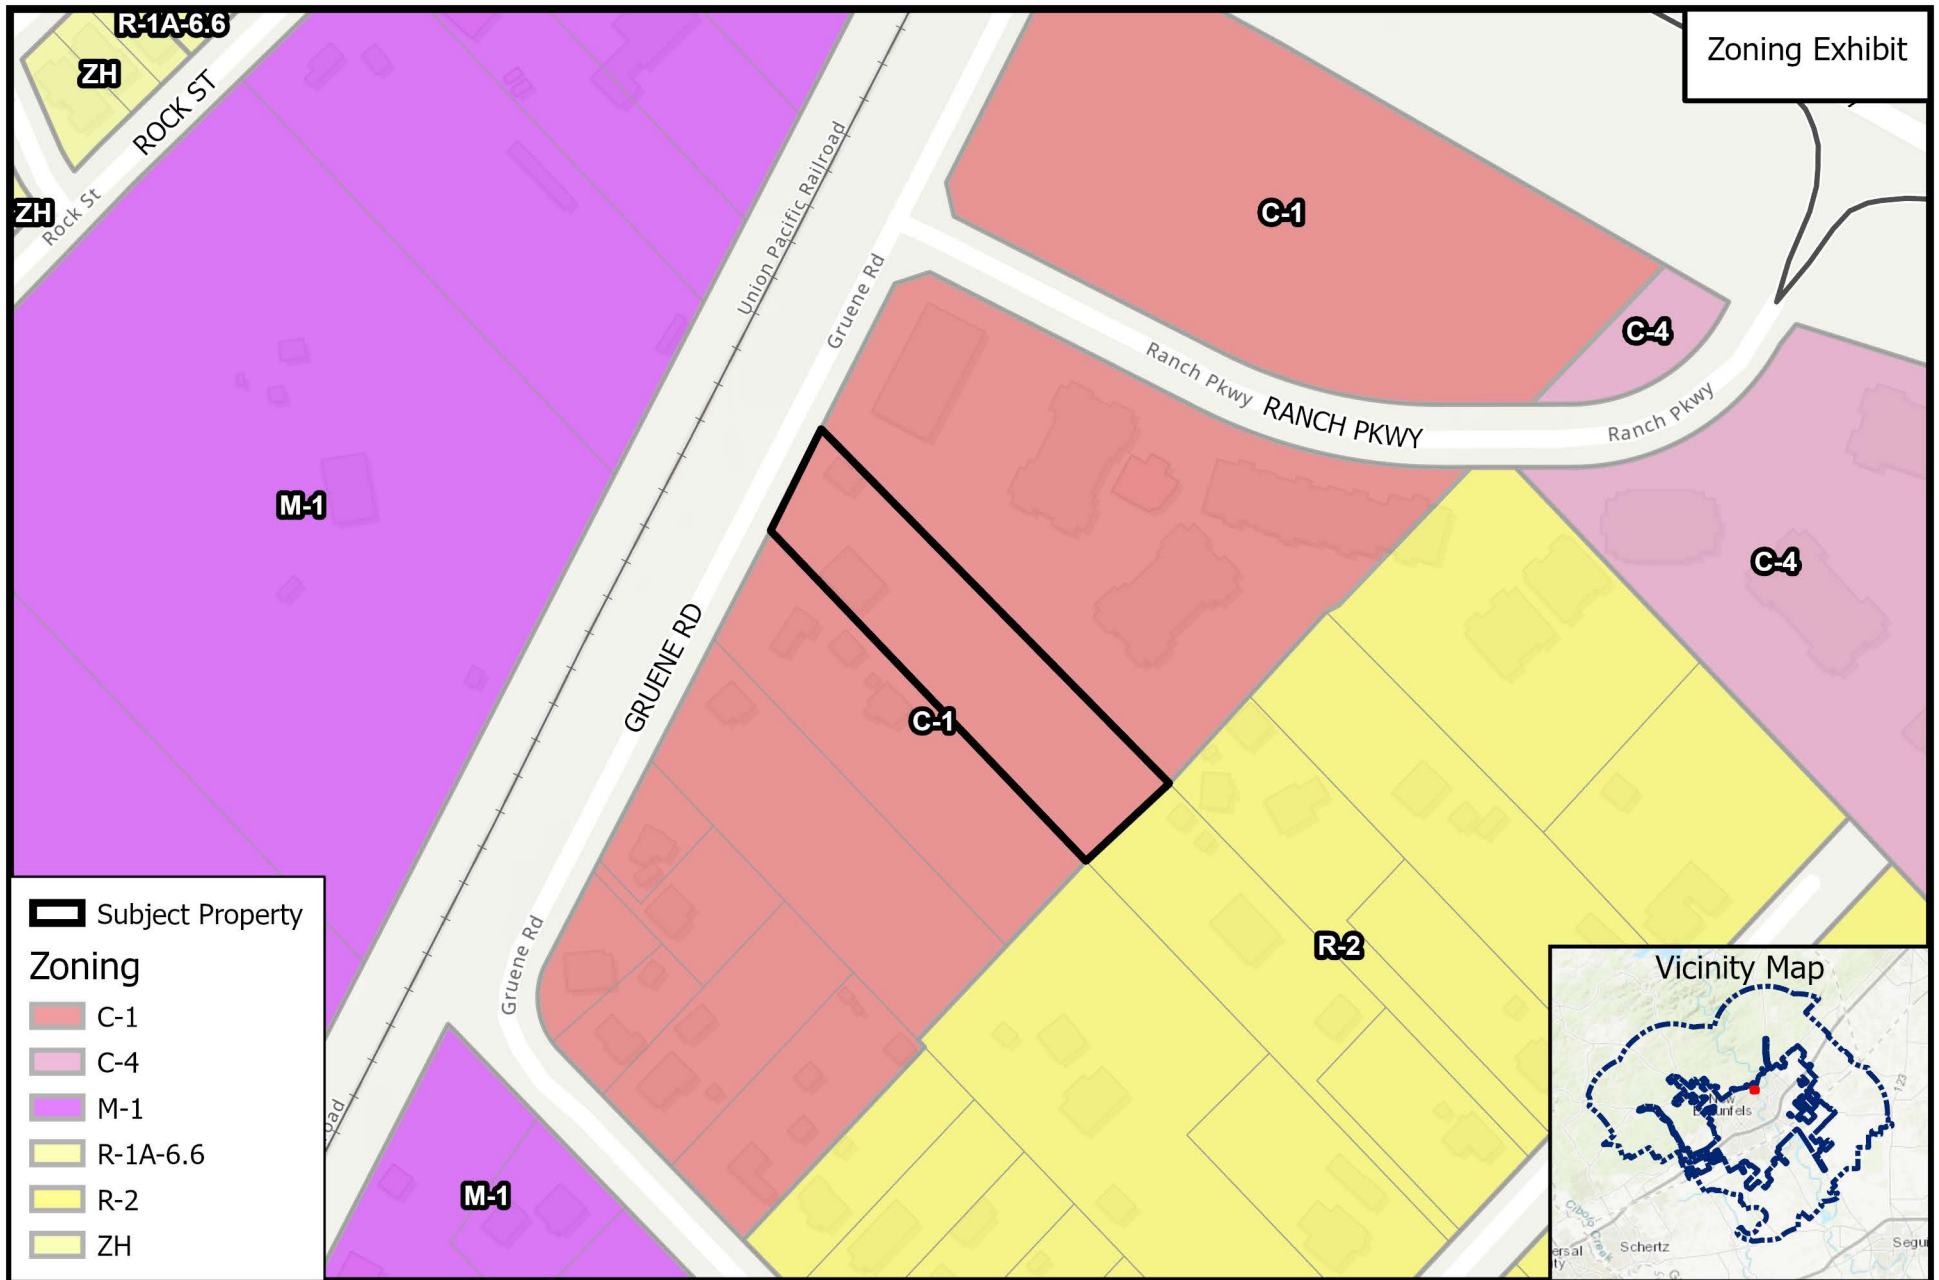 R-1A-6.6
Zoning Exhibit
ZH
ROCK ST
ZH
Rock St
Union Pacific Railroad
C-1
Gruene Rd
C-4
Ranch Pkwy
RANCH PKWY
Ranch Pkwy
M-1
C-4
GRUENE RD
C-1
R-2
Gruene Rd
M-1
Subject Property
Zoning
C-1
C-4
M-1
R-1A-6.6
R-2
ZH
Vicinity Map
123
New
Schertz